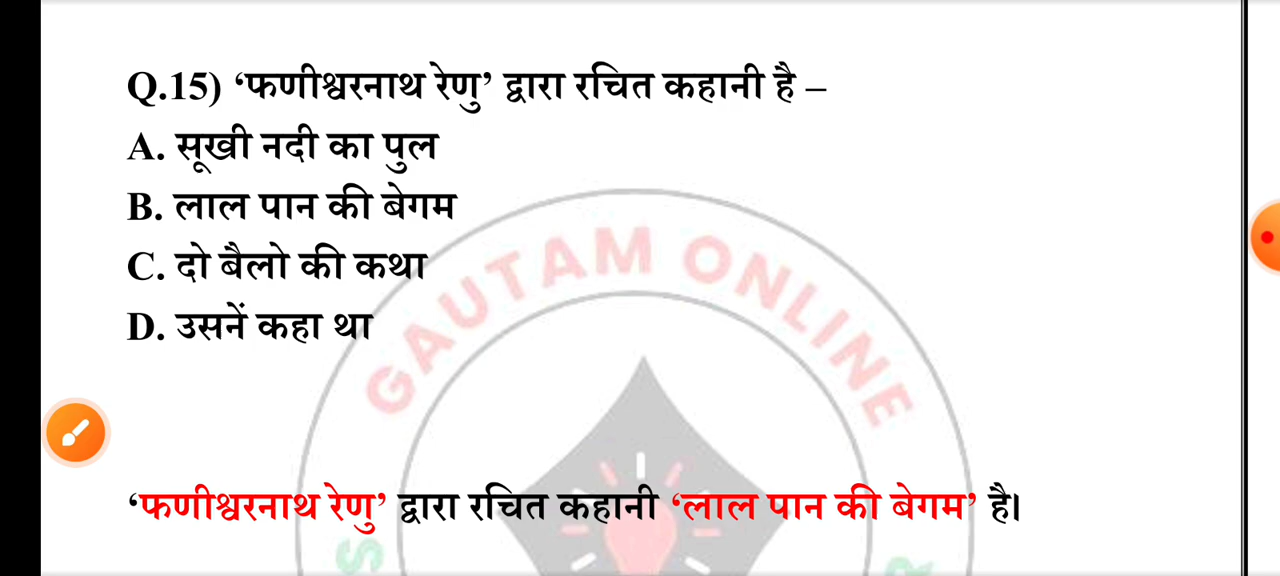 Q.15) ‘फणीश्वरनाथ रेणु’ द्वारा रचित कहानी है –
A. सूखी नदी का पुल
B. लाल पान की बेगम
C. दो बैलो की कथा
D. उसनें कहा था
GAUTAM ONLINE
‘फणीश्वरनाथ रेणु’ द्वारा रचित कहानी ‘लाल पान की बेगम’ है।
S
R